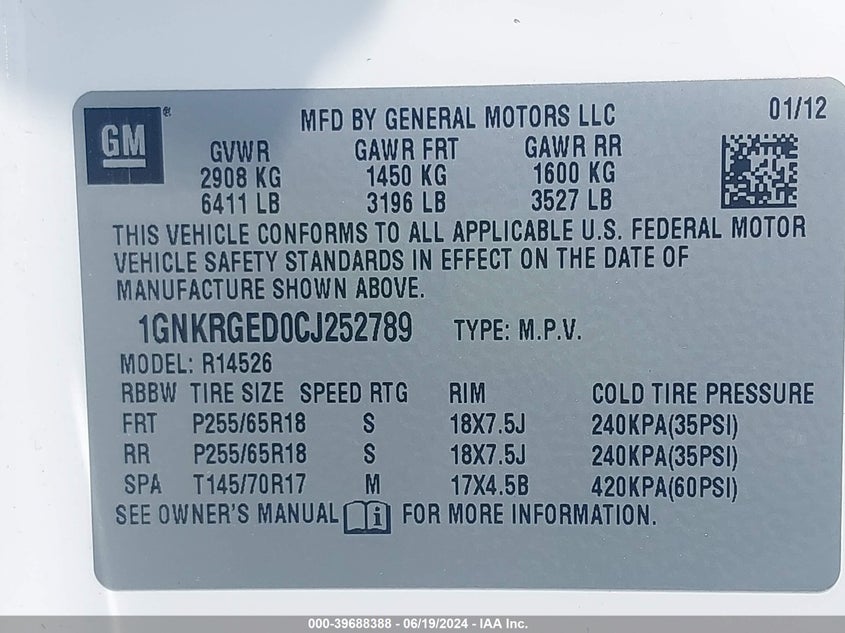 GM ® MFD BY GENERAL MOTORS LLC 01/12
GVWR GAWR FRT GAWR RR
2908 KG 1450 KG 1600 KG
6411 LB 3196 LB 3527 LB
THIS VEHICLE CONFORMS TO ALL APPLICABLE U.S. FEDERAL MOTOR
VEHICLE SAFETY STANDARDS IN EFFECT ON THE DATE OF
MANUFACTURE SHOWN ABOVE.
1GNKRGED0CJ252789 TYPE: M.P.V.
MODEL: R14526
RBBW TIRE SIZE SPEED RTG RIM COLD TIRE PRESSURE
FRT P255/65R18 S 18X7.5J 240KPA(35PSI)
RR P255/65R18 S 18X7.5J 240KPA(35PSI)
SPA T145/70R17 M 17X4.5B 420KPA(60PSI)
SEE OWNER'S MANUAL i FOR MORE INFORMATION.
000-39688388 - 06/19/2024 - IAA Inc.